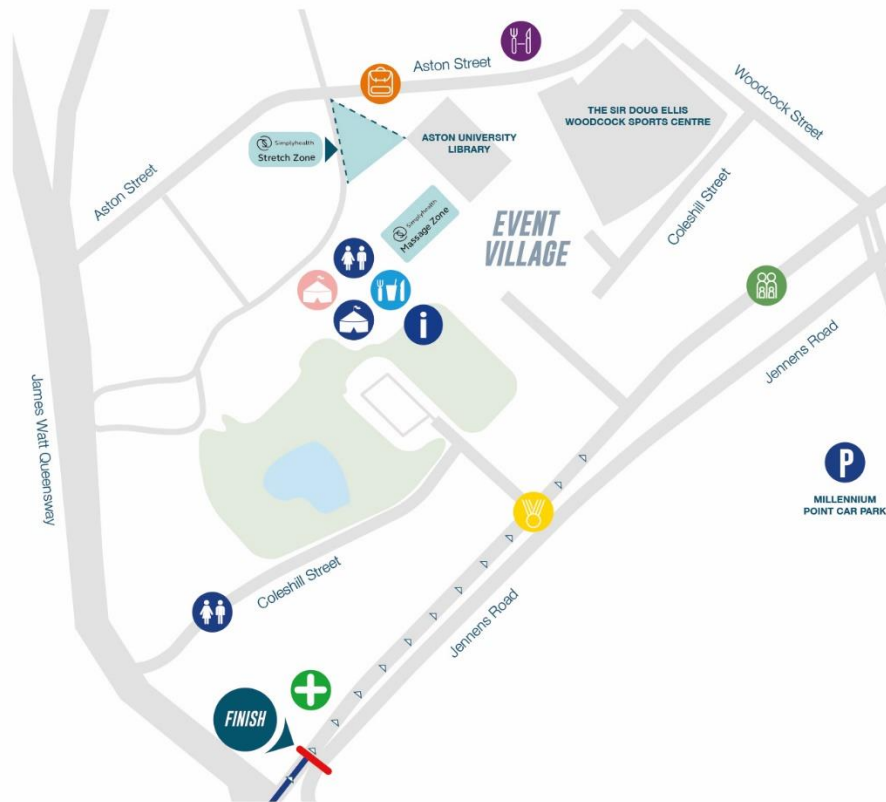 Aston Street
Woodcock Street
THE SIR DOUG ELLIS
WOODCOCK SPORTS CENTRE
ASTON UNIVERSITY
LIBRARY
Simplyhealth
Stretch Zone
Aston Street
Simplyhealth
Massage Zone
EVENT
VILLAGE
Coleshill Street
i
Jennens Road
James Watt Queensway
P
MILLENNIUM
POINT CAR PARK
Coleshill Street
Jennens Road
FINISH